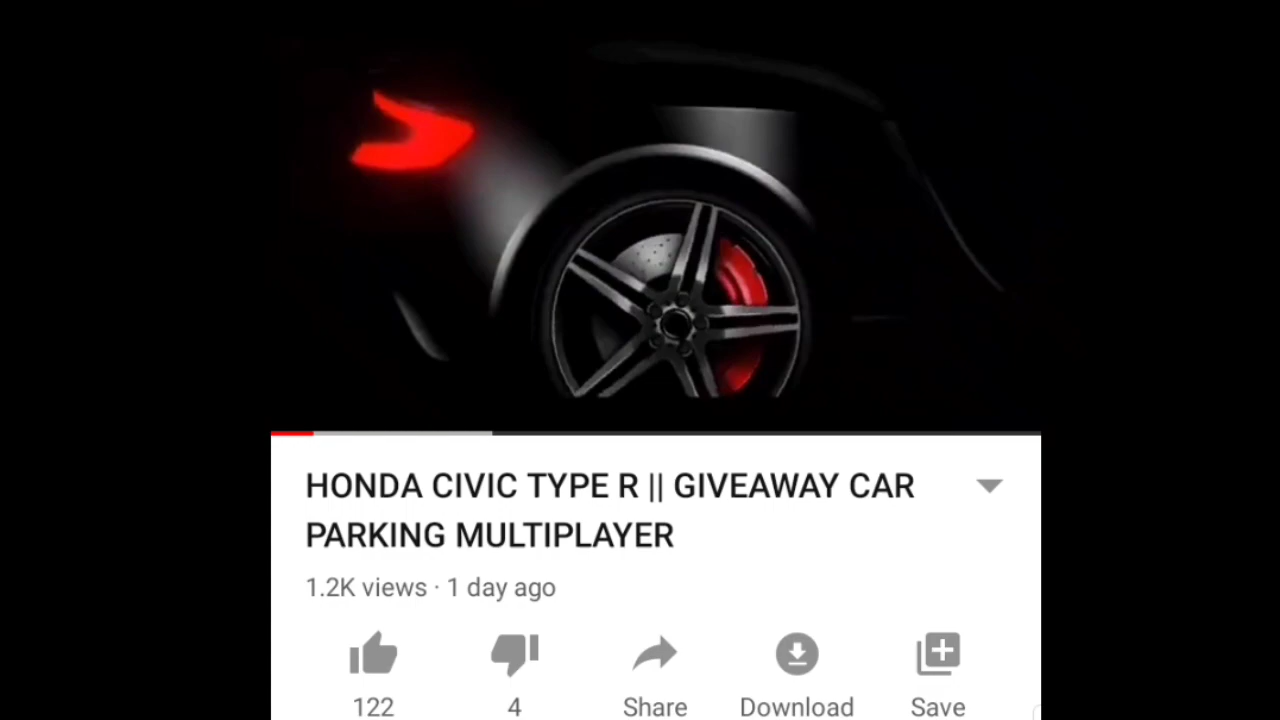 HONDA CIVIC TYPE R || GIVEAWAY CAR
PARKING MULTIPLAYER
1.2K views · 1 day ago
122 4 Share Download Save